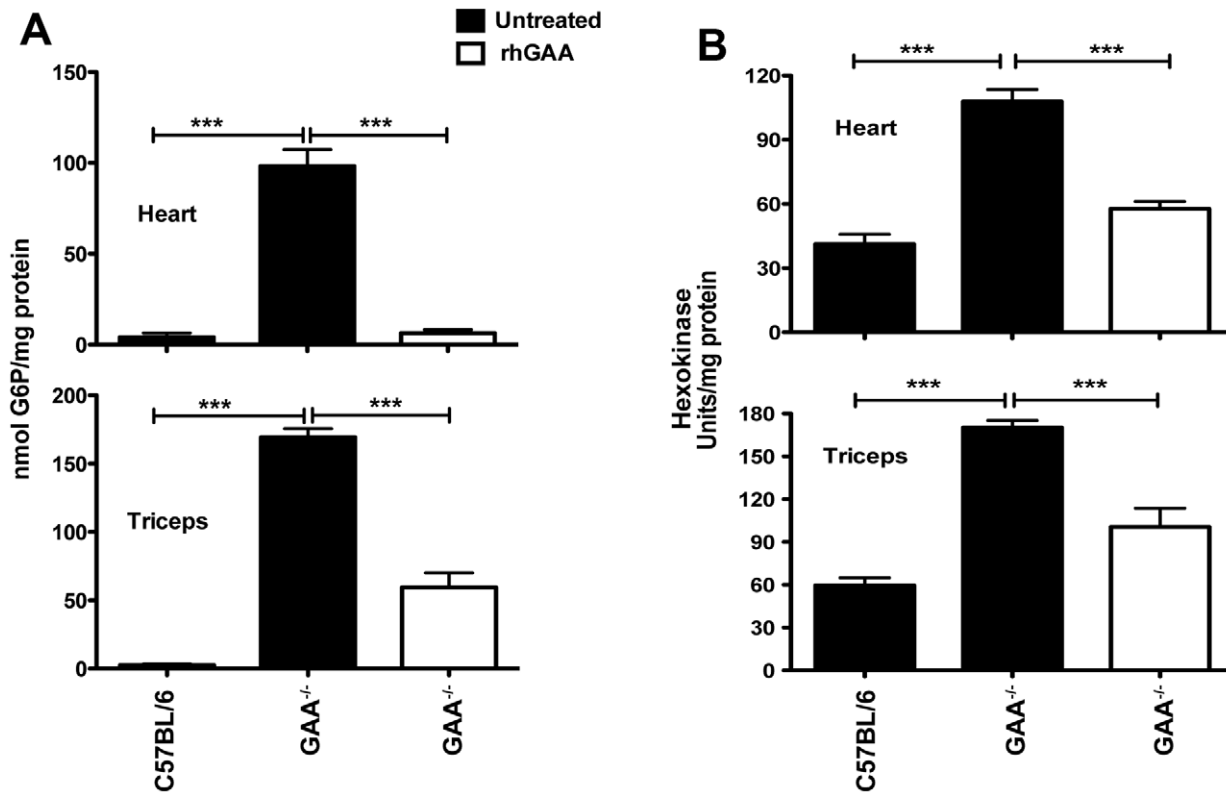 A
Untreated
rhGAA
nmol G6P/mg protein
150
100
50
0
Heart
*** ***
200
150
100
50
0
Triceps
*** ***
C57BL/6
GAA-/-
GAA-/-
B
Hexokinase
Units/mg protein
120
90
60
30
0
Heart
*** ***
180
150
120
90
60
30
0
Triceps
*** ***
C57BL/6
GAA-/-
GAA-/-